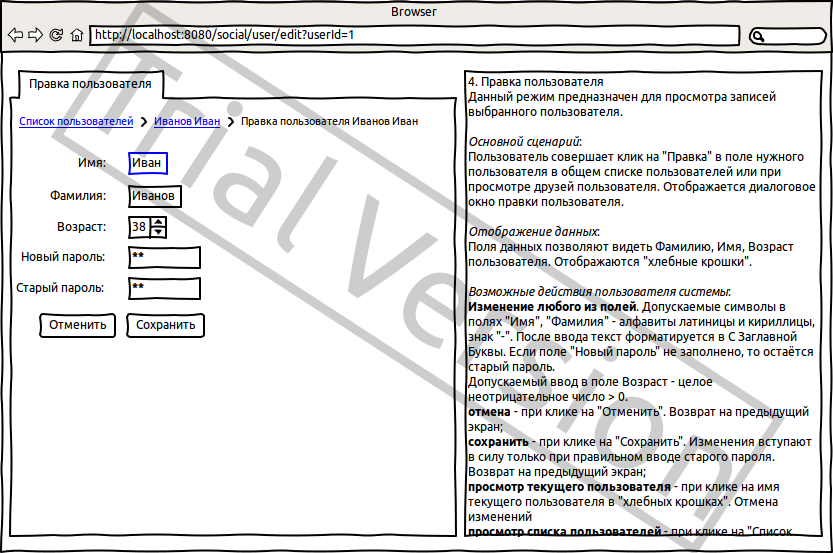 Browser
http://localhost:8080/social/user/edit?userId=1
Правка пользователя
Список пользователей > Иванов Иван > Правка пользователя Иванов Иван
Имя: Иван
Фамилия: Иванов
Возраст: 38
Новый пароль: **
Старый пароль: **
Отменить Сохранить
4. Правка пользователя
Данный режим предназначен для просмотра записей
выбранного пользователя.
Основной сценарий:
Пользователь совершает клик на "Правка" в поле нужного
пользователя в общем списке пользователей или при
просмотре друзей пользователя. Отображается диалоговое
окно правки пользователя.
Отображение данных:
Поля данных позволяют видеть Фамилию, Имя, Возраст
пользователя. Отображаются "хлебные крошки".
Возможные действия пользователя системы:
Изменение любого из полей. Допускаемые символы в
полях "Имя", "Фамилия" - алфавиты латиницы и кириллицы,
знак "-". После ввода текст форматируется в С Заглавной
Буквы. Если поле "Новый пароль" не заполнено, то остаётся
старый пароль.
Допускаемый ввод в поле Возраст - целое
неотрицательное число > 0.
отмена - при клике на "Отменить". Возврат на предыдущий
экран;
сохранить - при клике на "Сохранить". Изменения вступают
в силу только при правильном вводе старого пароля.
Возврат на предыдущий экран;
просмотр текущего пользователя - при клике на имя
текущего пользователя в "хлебных крошках". Отмена
изменений
просмотр списка пользователей - при клике на "Список
Trial Version